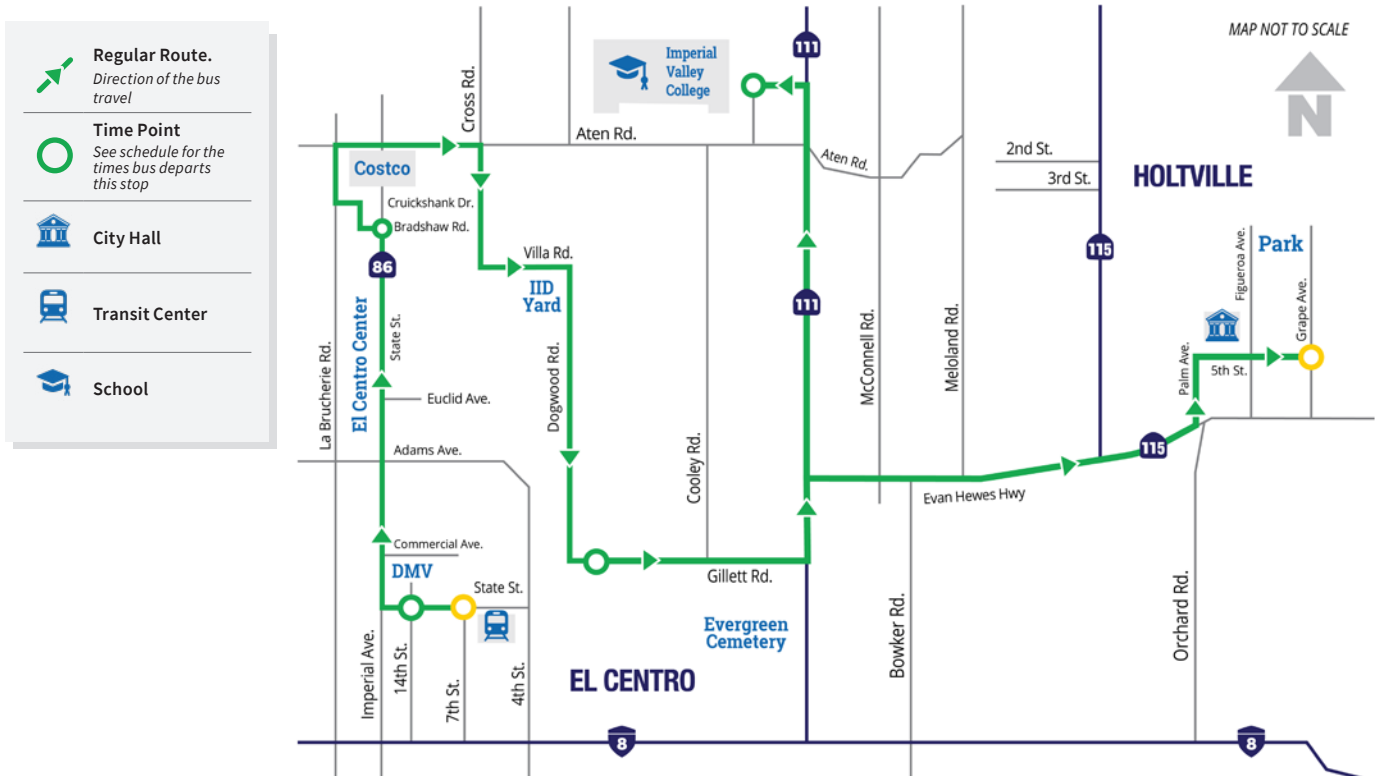 Regular Route.
Direction of the bus
travel
Time Point
See schedule for the
times bus departs
this stop
City Hall
Transit Center
School
MAP NOT TO SCALE
N
111
Imperial
Valley
College
Cross Rd.
Aten Rd.
Aten Rd.
2nd St.
3rd St.
HOLTVILLE
Costco
Cruickshank Dr.
Bradshaw Rd.
86
Villa Rd.
IID
Yard
115
Figueroa Ave.
Park
Grape Ave.
111
El Centro Center
State St.
La Brucherie Rd.
Dogwood Rd.
McConnell Rd.
Meloland Rd.
Palm Ave.
5th St.
Euclid Ave.
Adams Ave.
Cooley Rd.
115
Evan Hewes Hwy
Commercial Ave.
DMV
State St.
Gillett Rd.
Evergreen
Cemetery
Imperial Ave.
14th St.
7th St.
4th St.
EL CENTRO
Bowker Rd.
Orchard Rd.
8
8